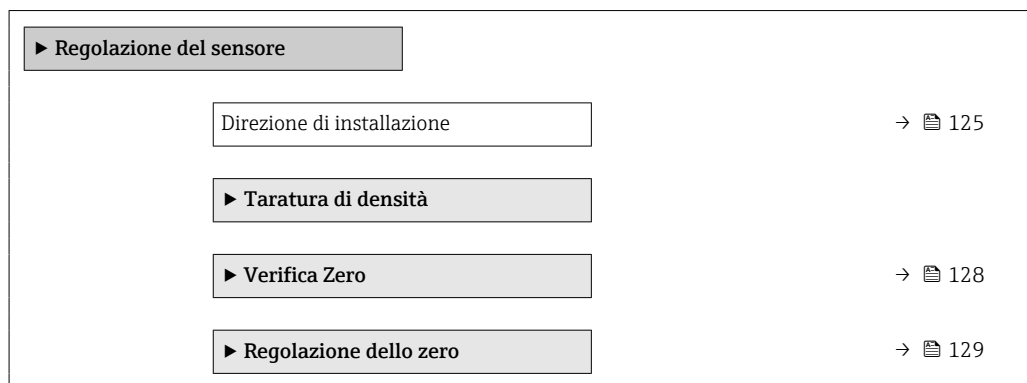 ▶ Regolazione del sensore
Direzione di installazione → 125
▶ Taratura di densità
▶ Verifica Zero → 128
▶ Regolazione dello zero → 129